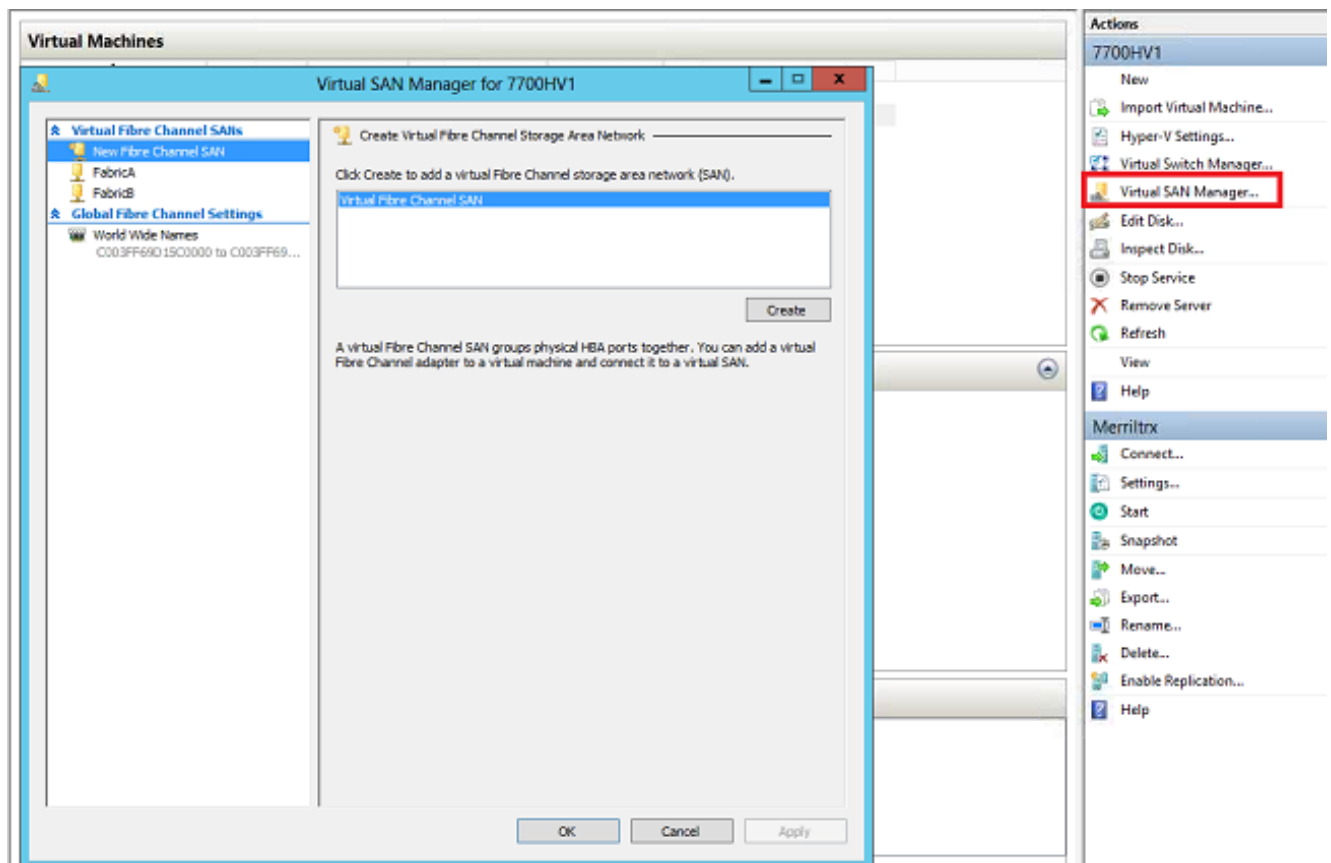 Virtual Machines
Virtual SAN Manager for 7700HV1
Virtual Fibre Channel SANs
New Fibre Channel SAN
FabricA
FabricB
Global Fibre Channel Settings
World Wide Names
C003FF69D15C0000 to C003FF69...
Create Virtual Fibre Channel Storage Area Network
Click Create to add a virtual Fibre Channel storage area network (SAN).
Virtual Fibre Channel SAN
Create
A virtual Fibre Channel SAN groups physical HBA ports together. You can add a virtual
Fibre Channel adapter to a virtual machine and connect it to a virtual SAN.
OK
Cancel
Apply
Actions
7700HV1
New
Import Virtual Machine...
Hyper-V Settings...
Virtual Switch Manager...
Virtual SAN Manager...
Edit Disk...
Inspect Disk...
Stop Service
Remove Server
Refresh
View
Help
Merriltrx
Connect...
Settings...
Start
Snapshot
Move...
Export...
Rename...
Delete...
Enable Replication...
Help